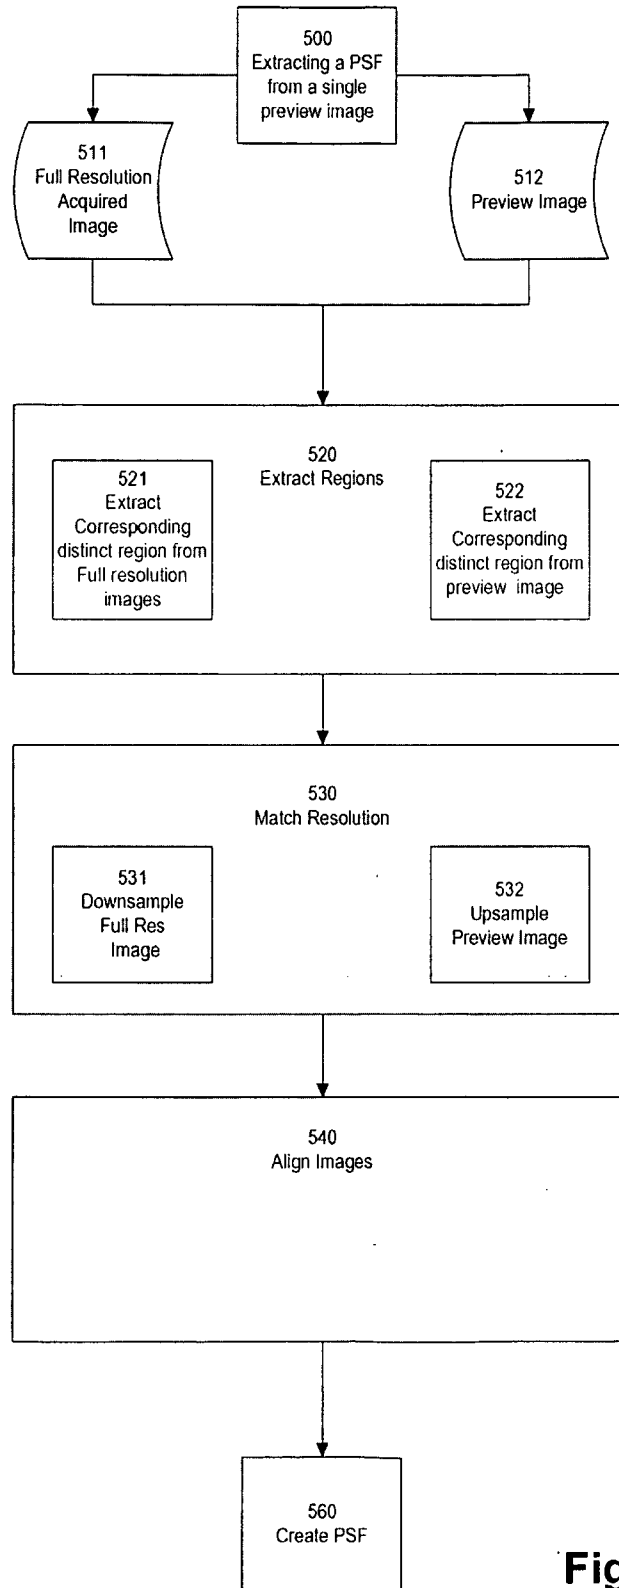 500
Extracting a PSF
from a single
preview image
511
Full Resolution
Acquired
Image
512
Preview Image
520
Extract Regions
521
Extract
Corresponding
distinct region from
Full resolution
images
522
Extract
Corresponding
distinct region from
preview image
530
Match Resolution
531
Downsample
Full Res
Image
532
Upsample
Preview Image
540
Align Images
560
Create PSF
Fig